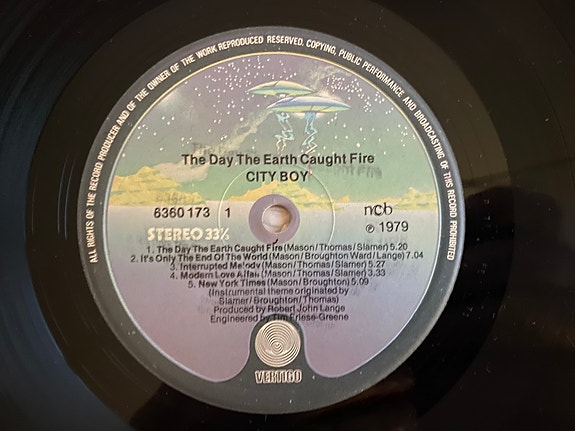 ALL RIGHTS OF THE RECORD PRODUCER AND OF THE OWNER OF THE WORK REPRODUCED RESERVED. COPYING, PUBLIC PERFORMANCE AND BROADCASTING OF THIS RECORD PROHIBITED
The Day The Earth Caught Fire
CITY BOY
6360 173 1
ncb
STEREO 33⅓
℗ 1979
1. The Day The Earth Caught Fire (Mason/Thomas/Slamer) 5.20
2. It's Only The End Of The World (Mason/Broughton Ward/Lange) 7.04
3. Interrupted Melody (Mason/Thomas/Slamer) 5.27
4. Modern Love Affair (Mason/Thomas/Slamer) 3.33
5. New York Times (Mason/Broughton) 5.09
(Instrumental theme originated by
Slamer/Broughton/Thomas)
Produced by Robert John Lange
Engineered by Tim Friese-Greene
VERTIGO